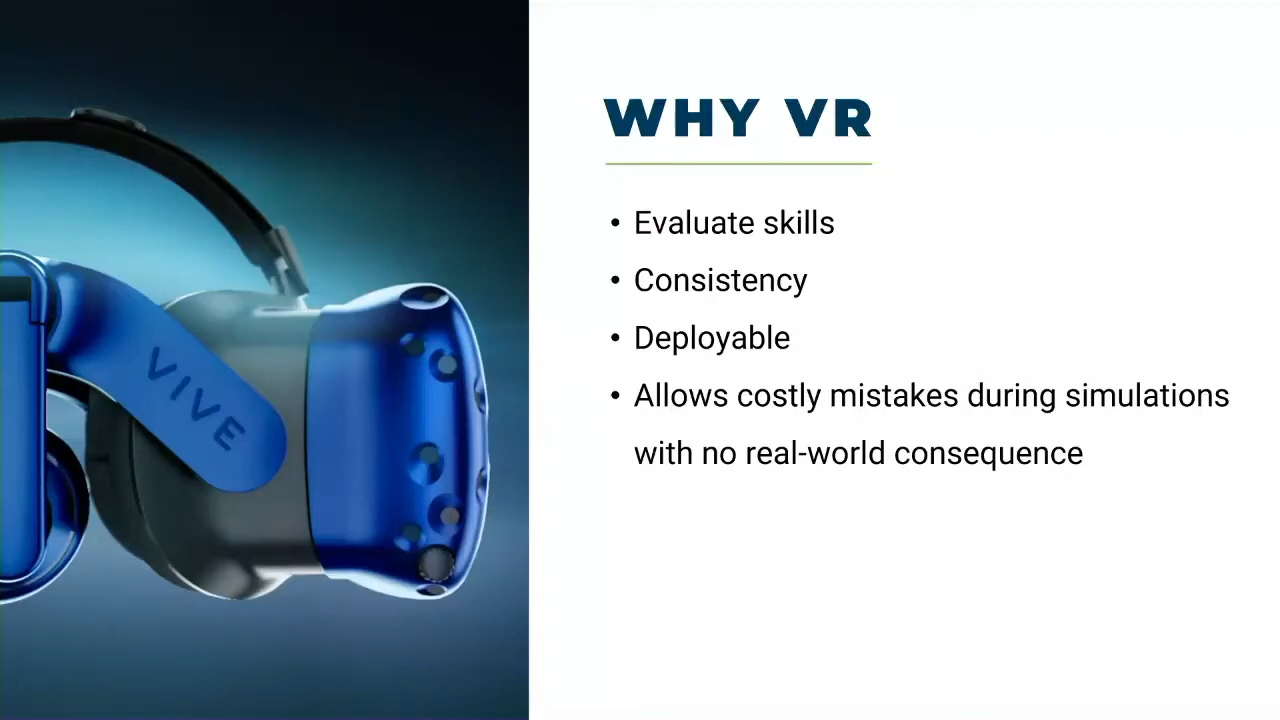 VIVE
WHY VR
• Evaluate skills
• Consistency
• Deployable
• Allows costly mistakes during simulations
with no real-world consequence